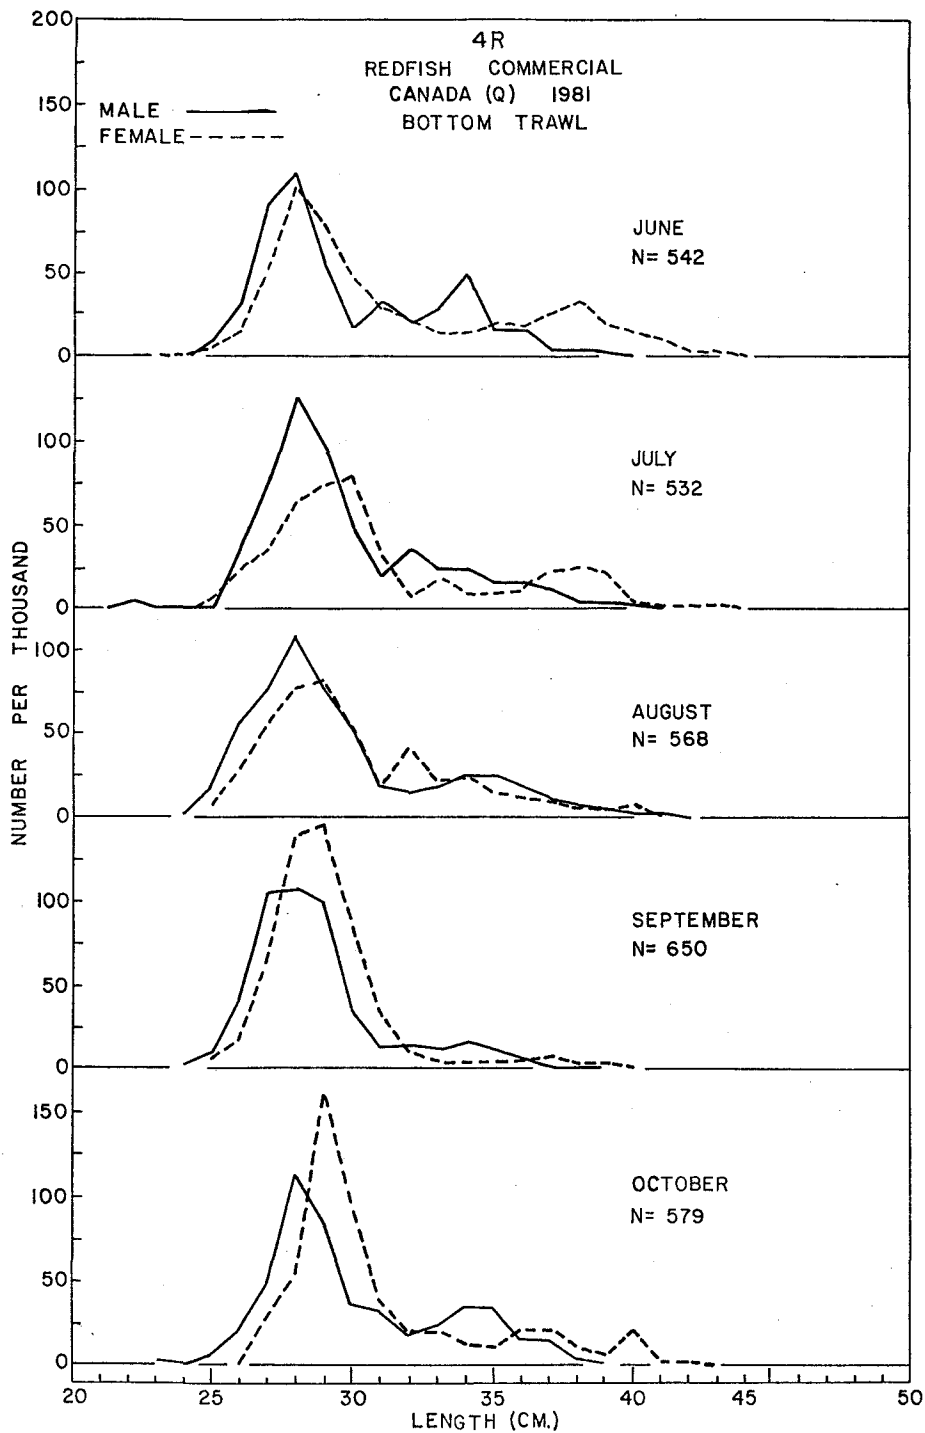 200
4R
REDFISH COMMERCIAL
CANADA (Q) 1981
BOTTOM TRAWL
150
MALE
FEMALE
100
50
0
JUNE
N= 542
100
50
0
JULY
N= 532
100
50
0
AUGUST
N= 568
100
50
0
SEPTEMBER
N= 650
150
100
50
0
OCTOBER
N= 579
NUMBER PER THOUSAND
20 25 30 35 40 45 50
LENGTH (CM.)